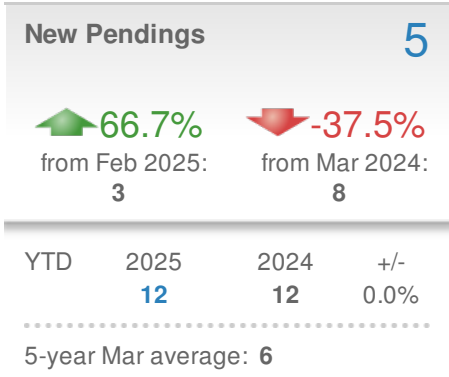 New Pendings 5
66.7% -37.5%
from Feb 2025: from Mar 2024:
3 8
YTD 2025 2024 +/-
12 12 0.0%
5-year Mar average: 6